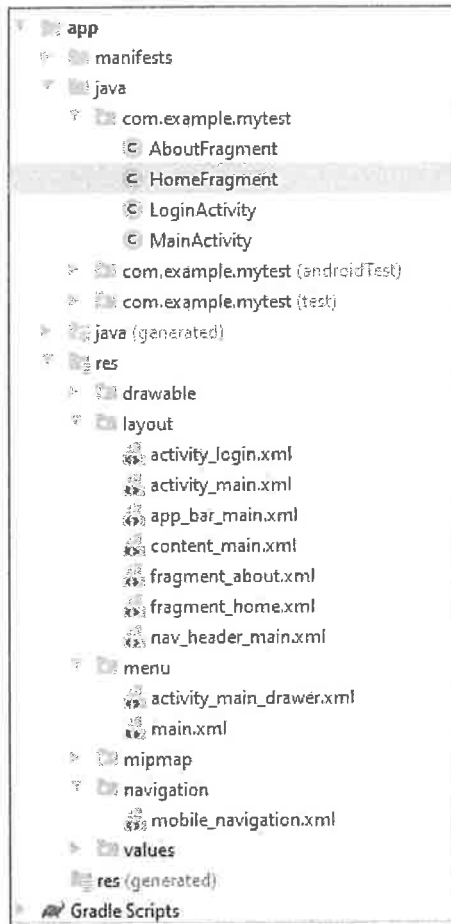 app
manifests
java
com.example.mytest
C AboutFragment
C HomeFragment
C LoginActivity
C MainActivity
com.example.mytest (androidTest)
com.example.mytest (test)
java (generated)
res
drawable
layout
activity_login.xml
activity_main.xml
app_bar_main.xml
content_main.xml
fragment_about.xml
fragment_home.xml
nav_header_main.xml
menu
activity_main_drawer.xml
main.xml
mipmap
navigation
mobile_navigation.xml
values
res (generated)
Gradle Scripts